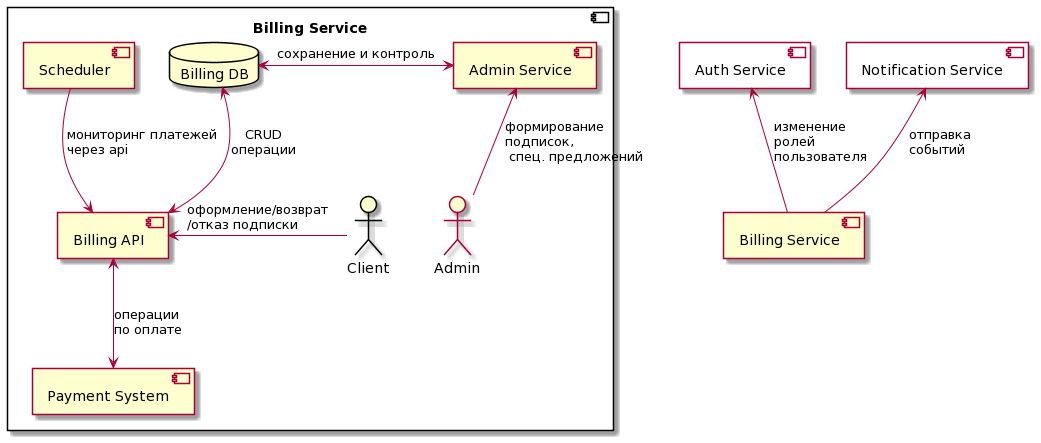 Billing Service
Scheduler
Billing DB
сохранение и контроль
Admin Service
Auth Service
Notification Service
мониторинг платежей
через api
CRUD
операции
формирование
подписок,
спец. предложений
изменение
ролей
пользователя
отправка
событий
Billing API
оформление/возврат
/отказ подписки
Client
Admin
Billing Service
операции
по оплате
Payment System